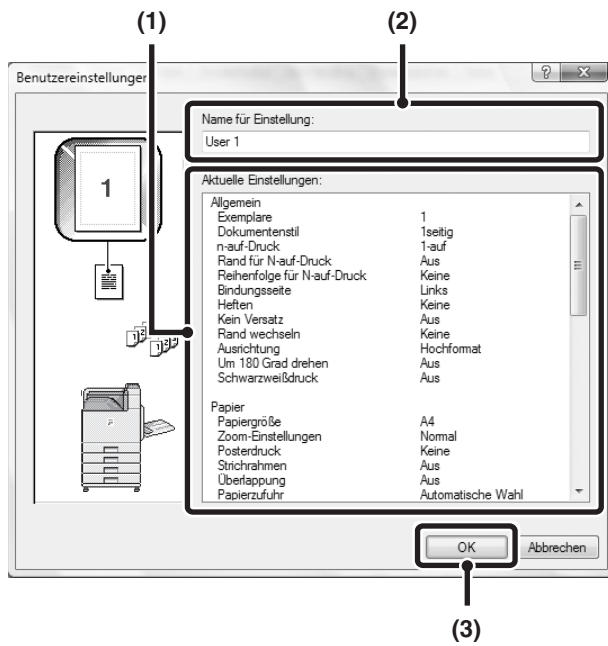 (1)
(2)
Benutzereinstellungen
Name für Einstellung:
User 1
1
Aktuelle Einstellungen:
Allgemein
Exemplare 1
Dokumentenstil 1seitig
n-auf-Druck 1-auf
Rand für N-auf-Druck Aus
Reihenfolge für N-auf-Druck Keine
Bindungsseite Links
Heften Keine
Kein Versatz Aus
Rand wechseln Keine
Ausrichtung Hochformat
Um 180 Grad drehen Aus
Schwarzweißdruck Aus
Papier
Papiergröße A4
Zoom-Einstellungen Normal
Posterdruck Keine
Strichrahmen Aus
Überlappung Aus
Papierzufuhr Automatische Wahl
OK
Abbrechen
(3)